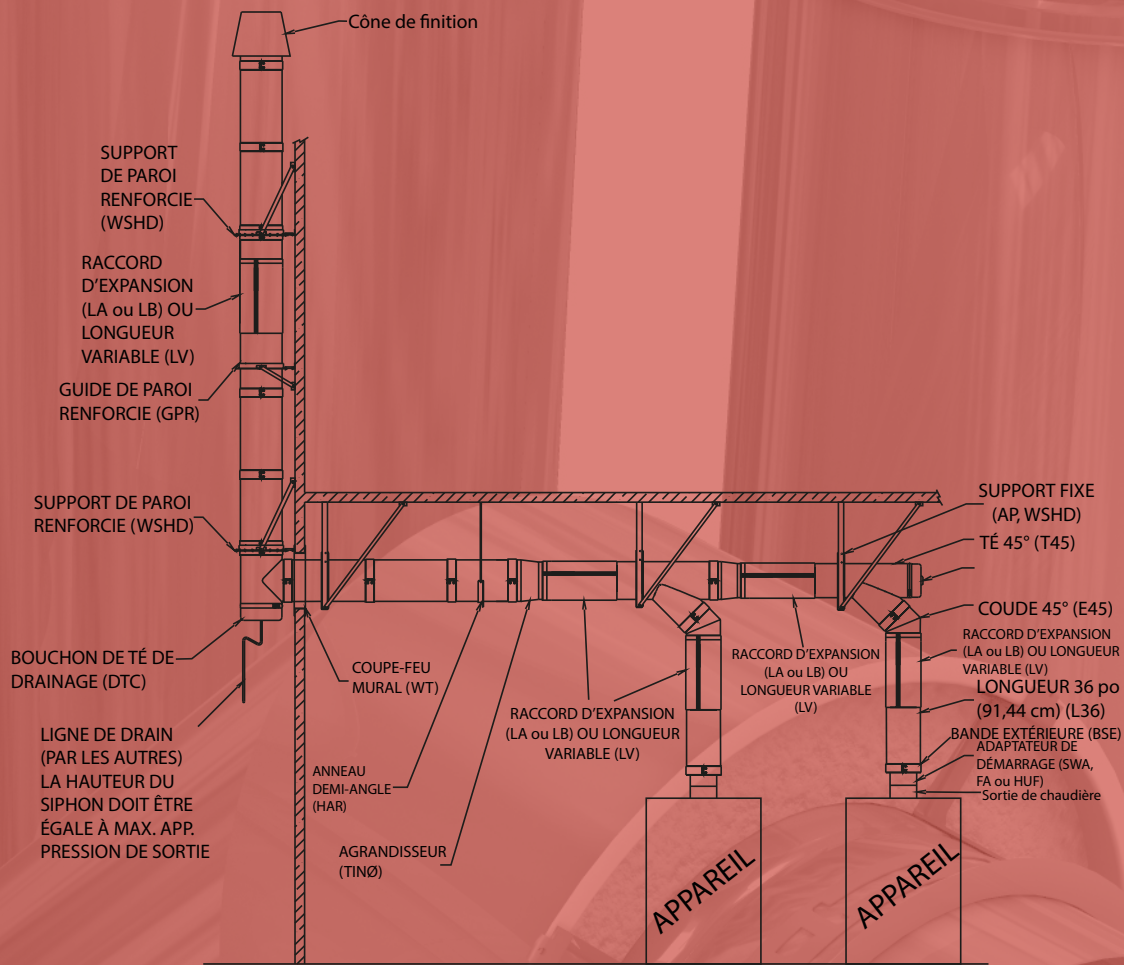 Cône de finition
SUPPORT
DE PAROI
RENFORCIE
(WSHD)
RACCORD
D'EXPANSION
(LA ou LB) OU
LONGUEUR
VARIABLE (LV)
GUIDE DE PAROI
RENFORCIE (GPR)
SUPPORT DE PAROI
RENFORCIE (WSHD)
BOUCHON DE TÉ DE
DRAINAGE (DTC)
LIGNE DE DRAIN
(PAR LES AUTRES)
LA HAUTEUR DU
SIPHON DOIT ÊTRE
ÉGALE À MAX. APP.
PRESSION DE SORTIE
COUPE-FEU
MURAL (WT)
ANNEAU
DEMI-ANGLE
(HAR)
AGRANDISSEUR
(TINØ)
RACCORD D'EXPANSION
(LA ou LB) OU LONGUEUR
VARIABLE (LV)
RACCORD D'EXPANSION
(LA ou LB) OU
LONGUEUR VARIABLE
(LV)
SUPPORT FIXE
(AP, WSHD)
TÉ 45° (T45)
COUDE 45° (E45)
RACCORD D'EXPANSION
(LA ou LB) OU LONGUEUR
VARIABLE (LV)
LONGUEUR 36 po
(91,44 cm) (L36)
BANDE EXTÉRIEURE (BSE)
ADAPTATEUR DE
DÉMARRAGE (SWA,
FA ou HUF)
Sortie de chaudière
APPAREIL
APPAREIL